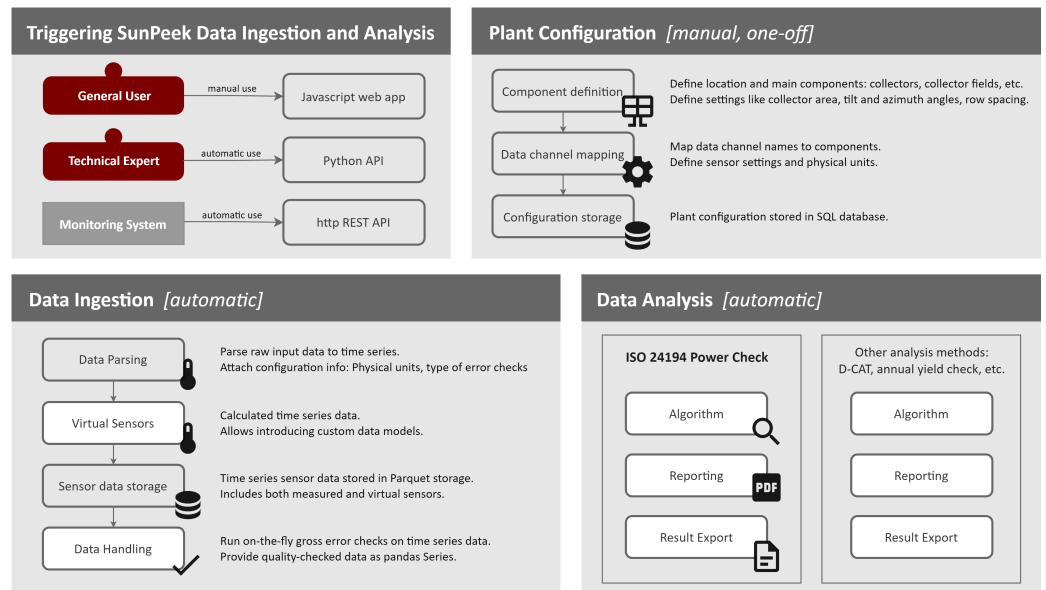 Triggering SunPeek Data Ingestion and Analysis
General User
manual use
Javascript web app
Technical Expert
automatic use
Python API
Monitoring System
automatic use
http REST API
Plant Configuration [manual, one-off]
Component definition
Define location and main components: collectors, collector fields, etc.
Define settings like collector area, tilt and azimuth angles, row spacing.
Data channel mapping
Map data channel names to components.
Define sensor settings and physical units.
Configuration storage
Plant configuration stored in SQL database.
Data Ingestion [automatic]
Data Parsing
Parse raw input data to time series.
Attach configuration info: Physical units, type of error checks
Virtual Sensors
Calculated time series data.
Allows introducing custom data models.
Sensor data storage
Time series sensor data stored in Parquet storage.
Includes both measured and virtual sensors.
Data Handling
Run on-the-fly gross error checks on time series data.
Provide quality-checked data as pandas Series.
Data Analysis [automatic]
ISO 24194 Power Check
Algorithm
Reporting
PDF
Result Export
Other analysis methods:
D-CAT, annual yield check, etc.
Algorithm
Reporting
Result Export